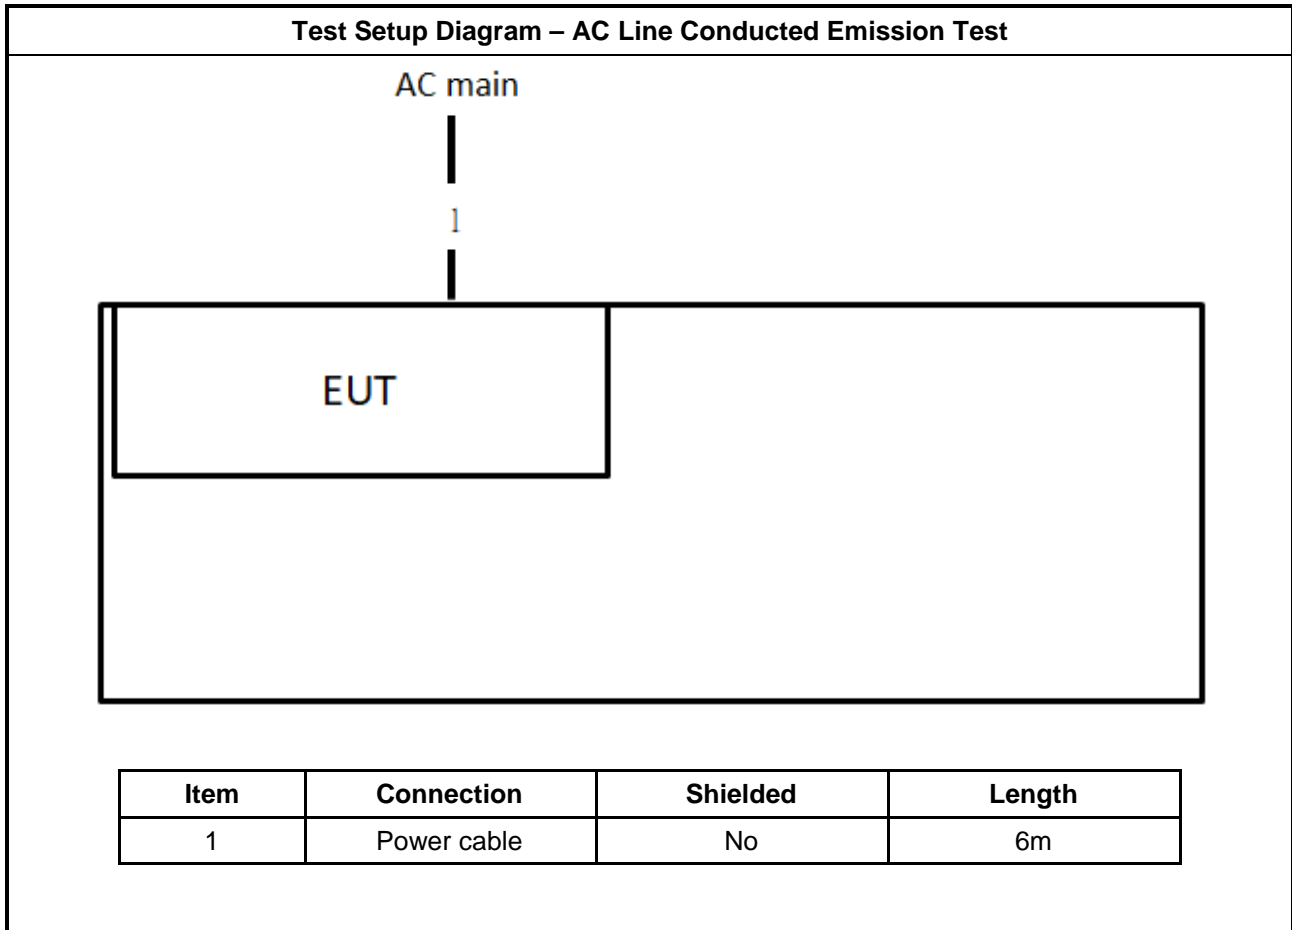 Test Setup Diagram – AC Line Conducted Emission Test
AC main
1
EUT
Item Connection Shielded Length
1 Power cable No 6m